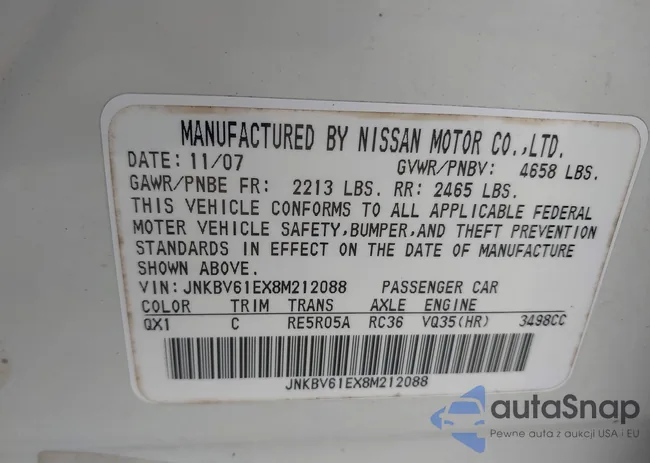 MANUFACTURED BY NISSAN MOTOR CO.,LTD.
DATE: 11/07 GVWR/PNBV: 4658 LBS.
GAWR/PNBE FR: 2213 LBS. RR: 2465 LBS.
THIS VEHICLE CONFORMS TO ALL APPLICABLE FEDERAL
MOTER VEHICLE SAFETY,BUMPER,AND THEFT PREVENTION
STANDARDS IN EFFECT ON THE DATE OF MANUFACTURE
SHOWN ABOVE.
VIN: JNKBV61EX8M212088 PASSENGER CAR
COLOR TRIM TRANS AXLE ENGINE
QX1 C RE5R05A RC36 VQ35(HR) 3498CC
JNKBV61EX8M212088
autaSnap
Pewne auta z aukcji USA i EU